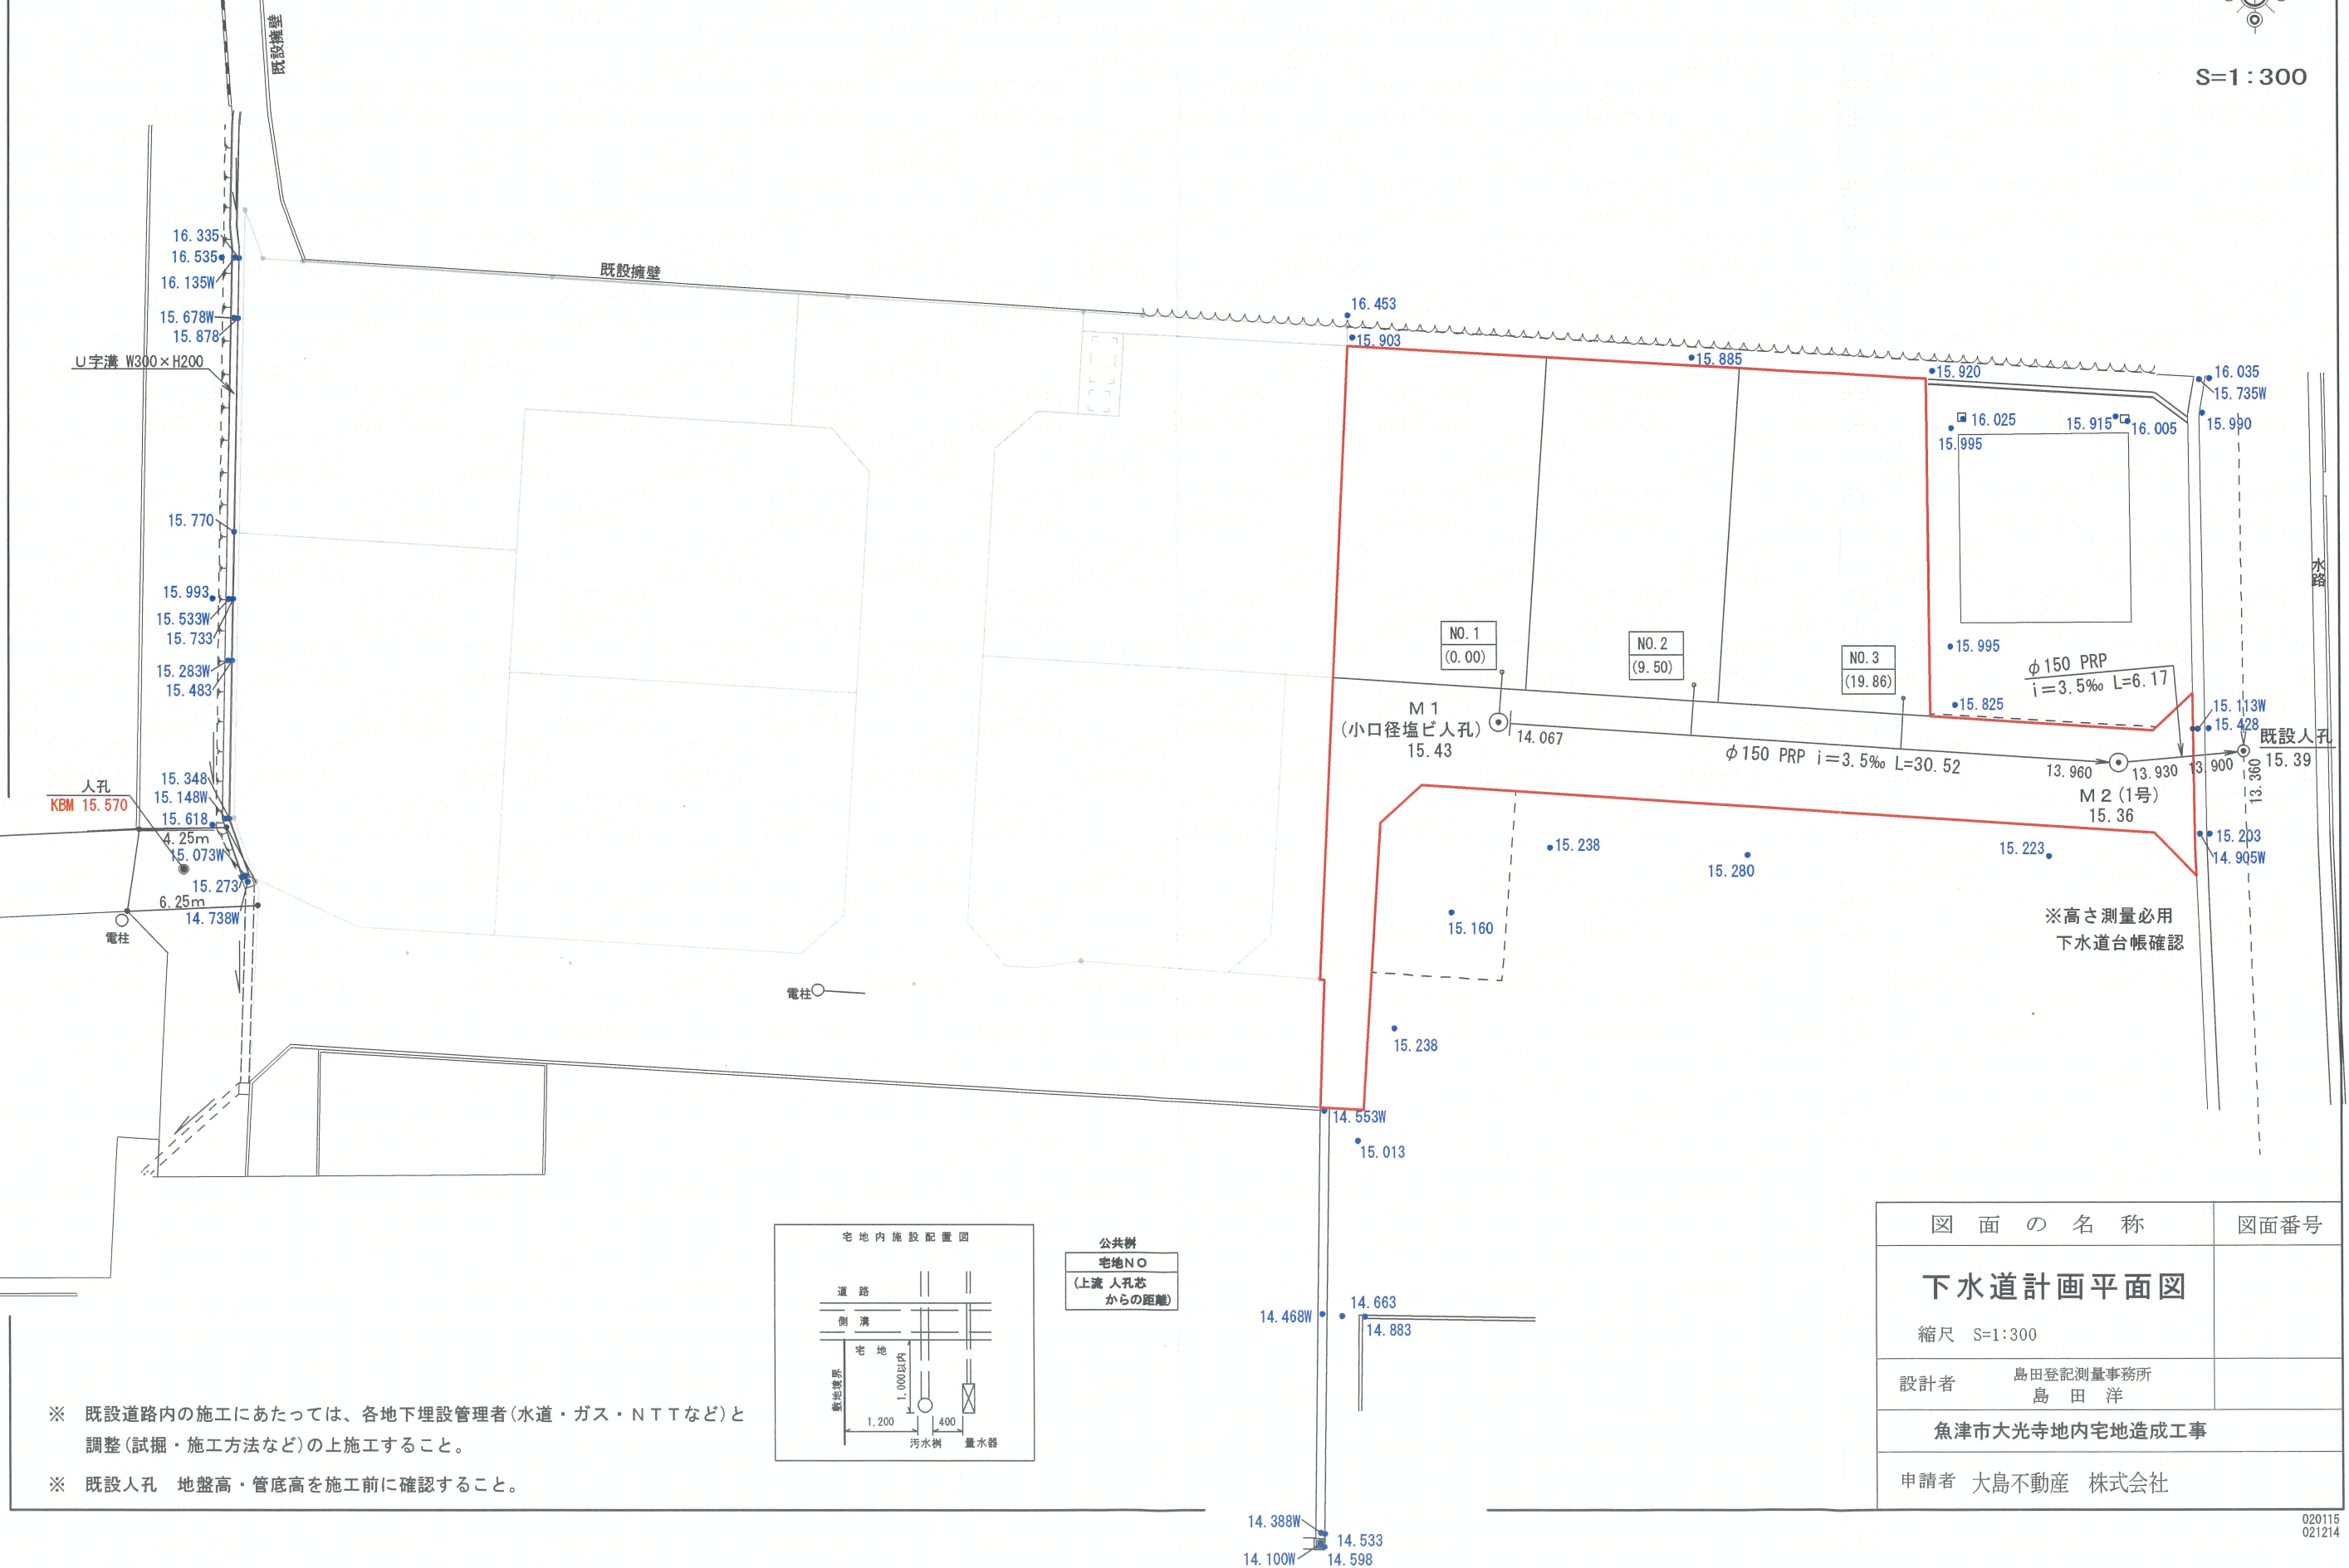 既設擁壁
S=1:300
16.335
16.535
16.135W
15.678W
15.878
U字溝 W300×H200
既設擁壁
16.453
15.903
15.885
15.920
16.035
15.735W
15.990
16.025
15.995
15.915
16.005
15.770
水路
15.993
15.533W
15.733
15.283W
15.483
NO.1
(0.00)
NO.2
(9.50)
NO.3
(19.86)
15.995
φ150 PRP
i=3.5‰ L=6.17
15.825
15.113W
15.428
M1
(小口径塩ビ人孔)
15.43
14.067
φ150 PRP i=3.5‰ L=30.52
13.960
13.930
13.900
既設人孔
15.39
13.360
M2(1号)
15.36
15.348
15.148W
人孔
KBM 15.570
15.618
4.25m
15.073W
15.273
6.25m
14.738W
電柱
15.238
15.280
15.223
15.203
14.905W
15.160
※高さ測量必用
下水道台帳確認
電柱
15.238
14.553W
15.013
宅地内施設配置図
道路
側溝
宅地
敷地境界
1,000以内
1,200
400
汚水桝
量水器
公共桝
宅地NO
(上流 人孔芯
からの距離)
14.468W
14.663
14.883
図面の名称
図面番号
下水道計画平面図
縮尺 S=1:300
設計者
島田登記測量事務所
島田洋
魚津市大光寺地内宅地造成工事
申請者 大島不動産 株式会社
※ 既設道路内の施工にあたっては、各地下埋設管理者(水道・ガス・NTTなど)と
調整(試掘・施工方法など)の上施工すること。
※ 既設人孔 地盤高・管底高を施工前に確認すること。
14.388W
14.533
14.100W
14.598
020115
021214